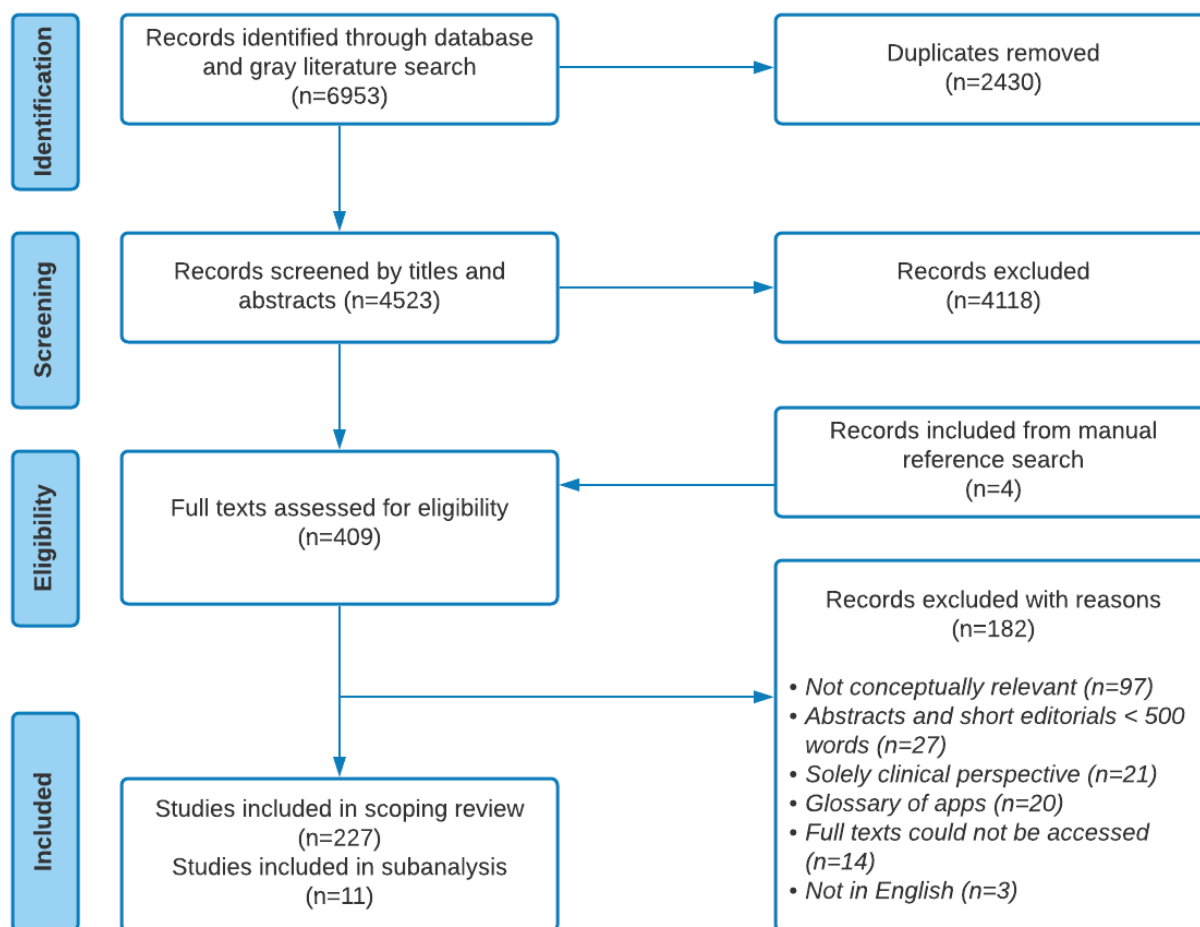 Identification
Records identified through database
and gray literature search
(n=6953)
Duplicates removed
(n=2430)
Screening
Records screened by titles and
abstracts (n=4523)
Records excluded
(n=4118)
Eligibility
Full texts assessed for eligibility
(n=409)
Records included from manual
reference search
(n=4)
Records excluded with reasons
(n=182)
• Not conceptually relevant (n=97)
• Abstracts and short editorials < 500
words (n=27)
• Solely clinical perspective (n=21)
• Glossary of apps (n=20)
• Full texts could not be accessed
(n=14)
• Not in English (n=3)
Included
Studies included in scoping review
(n=227)
Studies included in subanalysis
(n=11)